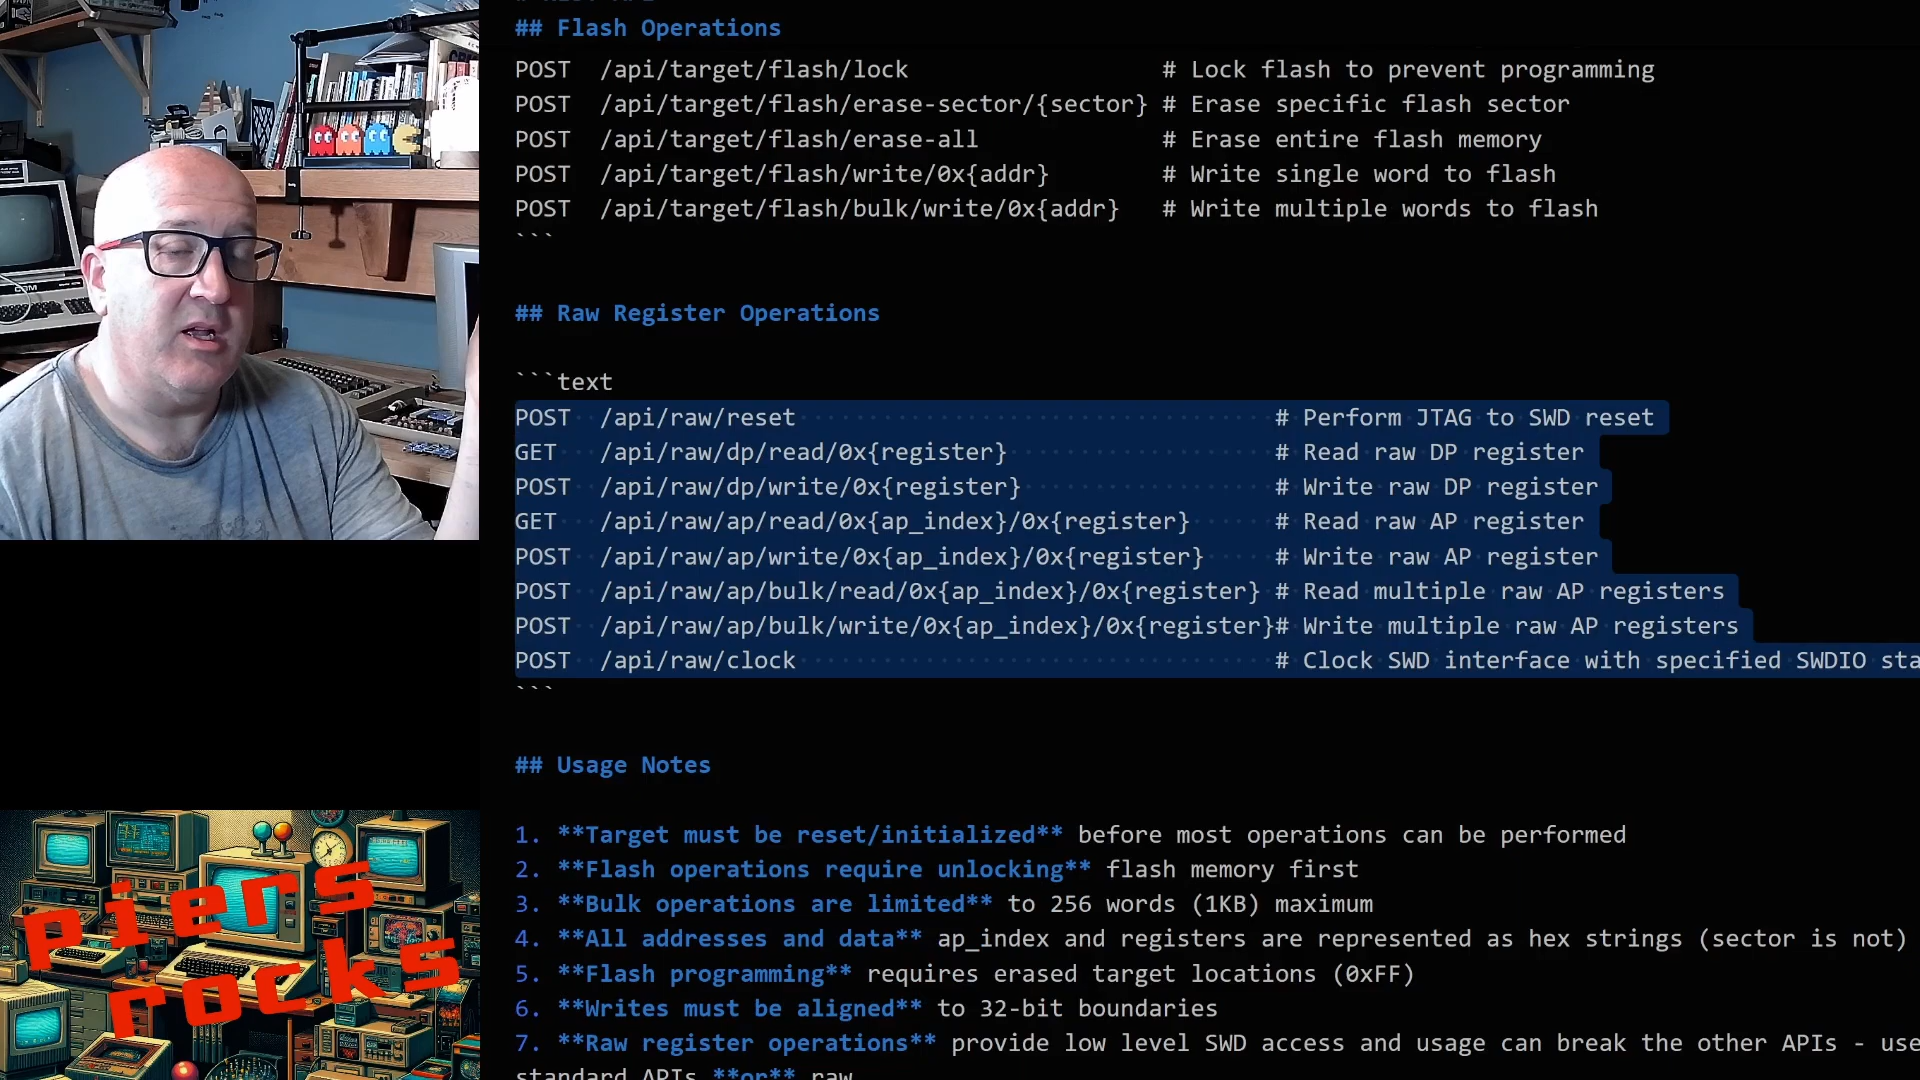 ## Flash Operations
POST /api/target/flash/lock # Lock flash to prevent programming
POST /api/target/flash/erase-sector/{sector} # Erase specific flash sector
POST /api/target/flash/erase-all # Erase entire flash memory
POST /api/target/flash/write/0x{addr} # Write single word to flash
POST /api/target/flash/bulk/write/0x{addr} # Write multiple words to flash
```
## Raw Register Operations
```text
POST /api/raw/reset # Perform JTAG to SWD reset
GET /api/raw/dp/read/0x{register} # Read raw DP register
POST /api/raw/dp/write/0x{register} # Write raw DP register
GET /api/raw/ap/read/0x{ap_index}/0x{register} # Read raw AP register
POST /api/raw/ap/write/0x{ap_index}/0x{register} # Write raw AP register
POST /api/raw/ap/bulk/read/0x{ap_index}/0x{register} # Read multiple raw AP registers
POST /api/raw/ap/bulk/write/0x{ap_index}/0x{register}# Write multiple raw AP registers
POST /api/raw/clock # Clock SWD interface with specified SWDIO sta
```
## Usage Notes
1. **Target must be reset/initialized** before most operations can be performed
2. **Flash operations require unlocking** flash memory first
3. **Bulk operations are limited** to 256 words (1KB) maximum
4. **All addresses and data** ap_index and registers are represented as hex strings (sector is not)
5. **Flash programming** requires erased target locations (0xFF)
6. **Writes must be aligned** to 32-bit boundaries
7. **Raw register operations** provide low level SWD access and usage can break the other APIs - use
standard APIs **or** raw
piers
rocks